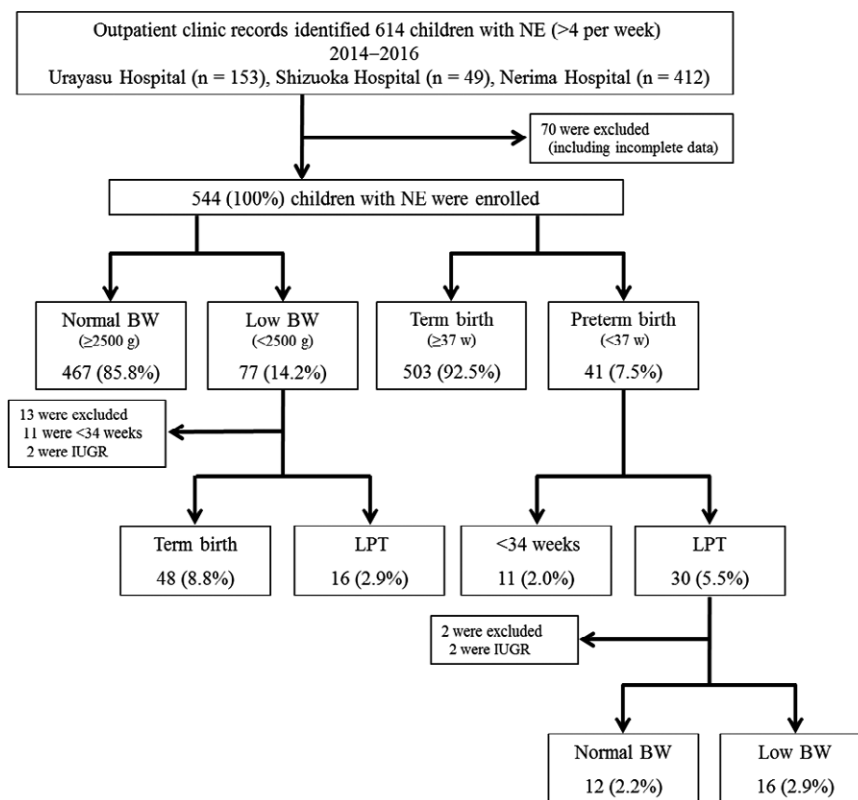 Outpatient clinic records identified 614 children with NE (>4 per week)
2014–2016
Urayasu Hospital (n = 153), Shizuoka Hospital (n = 49), Nerima Hospital (n = 412)
70 were excluded
(including incomplete data)
544 (100%) children with NE were enrolled
Normal BW
(≥2500 g)
467 (85.8%)
Low BW
(<2500 g)
77 (14.2%)
Term birth
(≥37 w)
503 (92.5%)
Preterm birth
(<37 w)
41 (7.5%)
13 were excluded
11 were <34 weeks
2 were IUGR
Term birth
48 (8.8%)
LPT
16 (2.9%)
<34 weeks
11 (2.0%)
LPT
30 (5.5%)
2 were excluded
2 were IUGR
Normal BW
12 (2.2%)
Low BW
16 (2.9%)